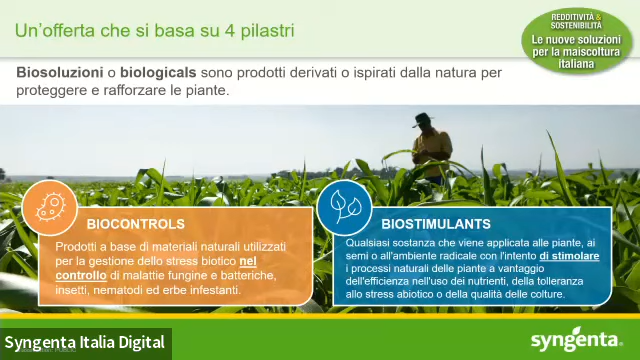 Un'offerta che si basa su 4 pilastri
REDDITIVITÀ &
SOSTENIBILITÀ
Le nuove soluzioni
per la maiscoltura
italiana
Biosoluzioni o biologicals sono prodotti derivati o ispirati dalla natura per
proteggere e rafforzare le piante.
BIOCONTROLS
Prodotti a base di materiali naturali utilizzati
per la gestione dello stress biotico nel
controllo di malattie fungine e batteriche,
insetti, nematodi ed erbe infestanti.
BIOSTIMULANTS
Qualsiasi sostanza che viene applicata alle piante, ai
semi o all'ambiente radicale con l'intento di stimolare
i processi naturali delle piante a vantaggio
dell'efficienza nell'uso dei nutrienti, della tolleranza
allo stress abiotico o della qualità delle colture.
Syngenta Italia Digital
syngenta